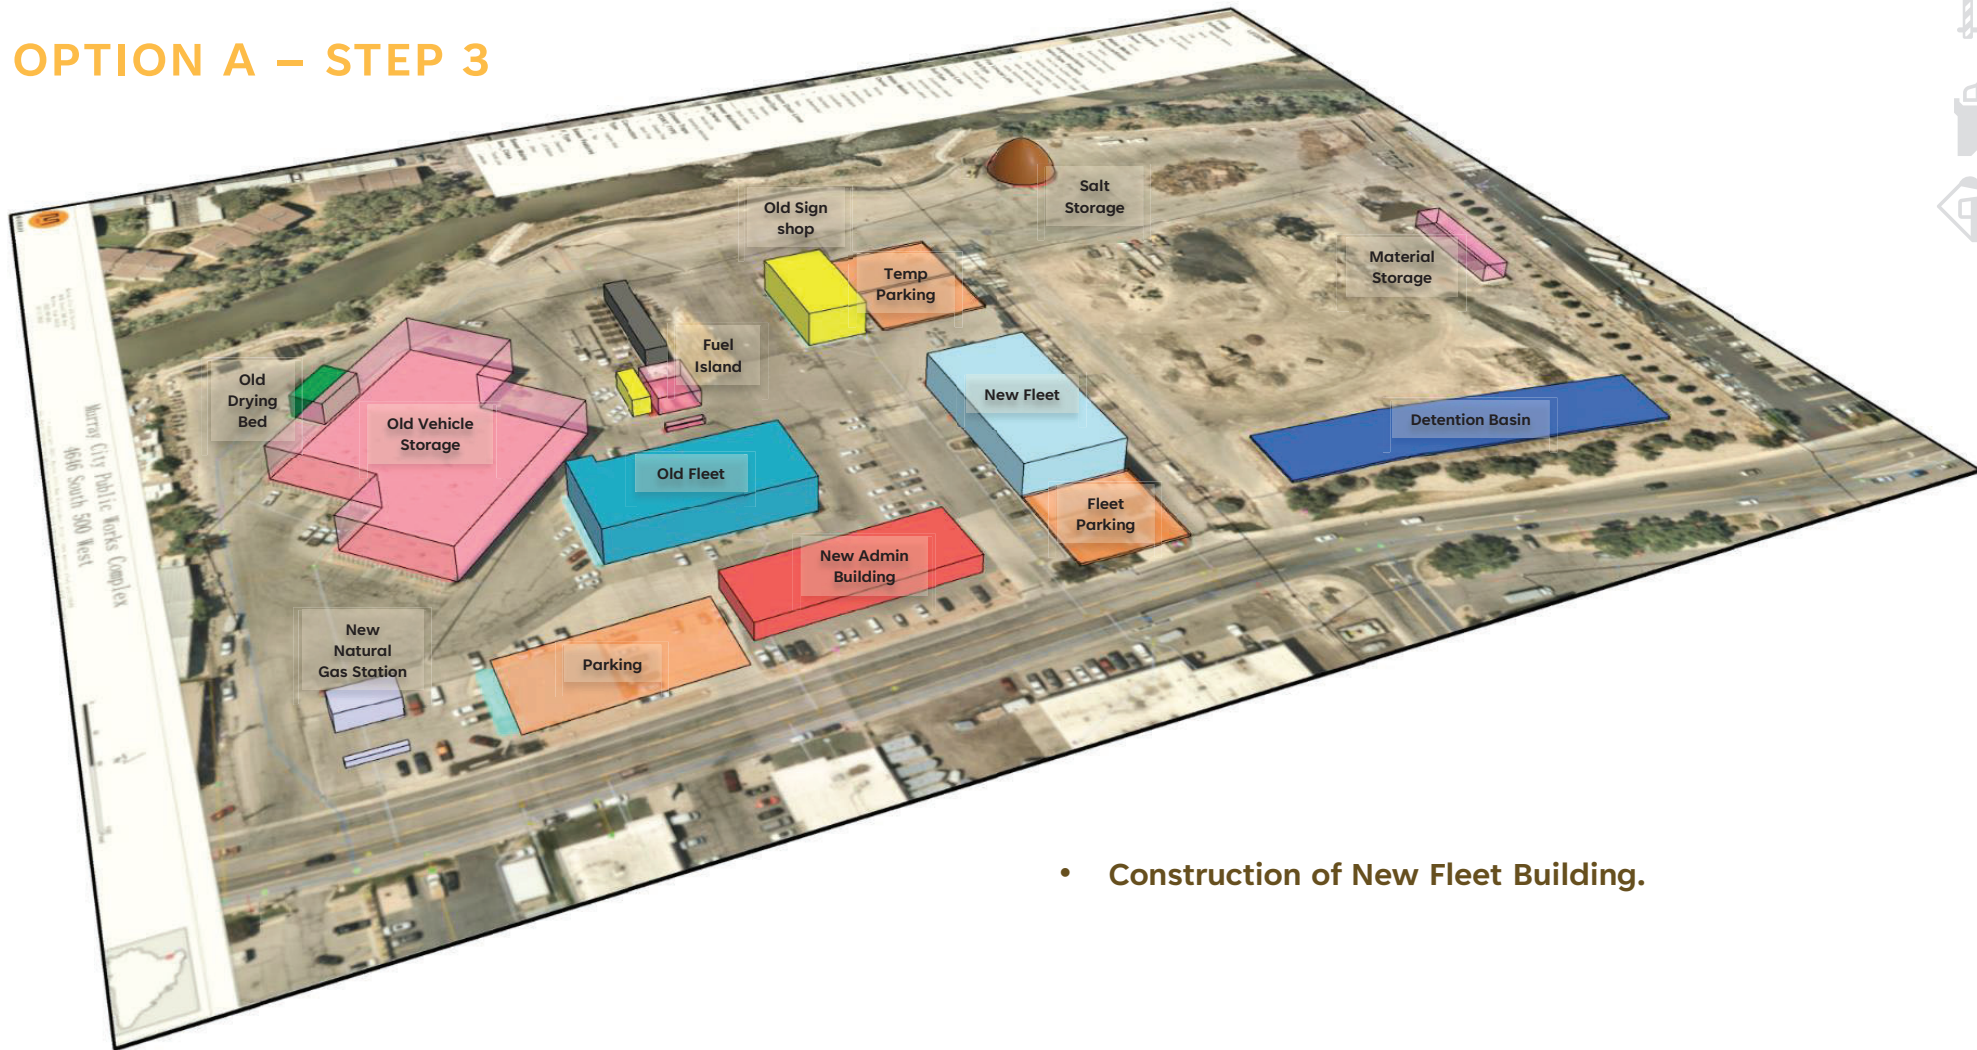 OPTION A – STEP 3
Salt
Storage
Old Sign
shop
Material
Storage
Temp
Parking
Fuel
Island
Old
Drying
Bed
Old Vehicle
Storage
New Fleet
Detention Basin
Old Fleet
Fleet
Parking
New Admin
Building
New
Natural
Gas Station
Parking
Murray City Public Works Complex
4646 South 500 West
• Construction of New Fleet Building.